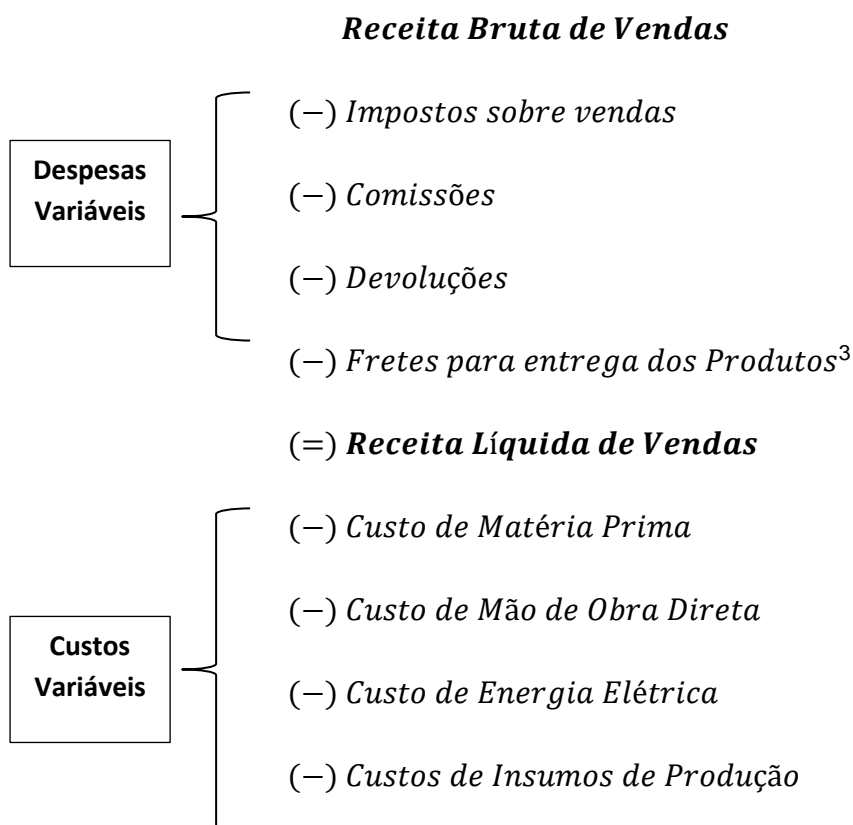 Receita Bruta de Vendas
(−) Impostos sobre vendas
Despesas
Variáveis
(−) Comissões
(−) Devoluções
(−) Fretes para entrega dos Produtos³
(=) Receita Líquida de Vendas
(−) Custo de Matéria Prima
(−) Custo de Mão de Obra Direta
Custos
Variáveis
(−) Custo de Energia Elétrica
(−) Custos de Insumos de Produção